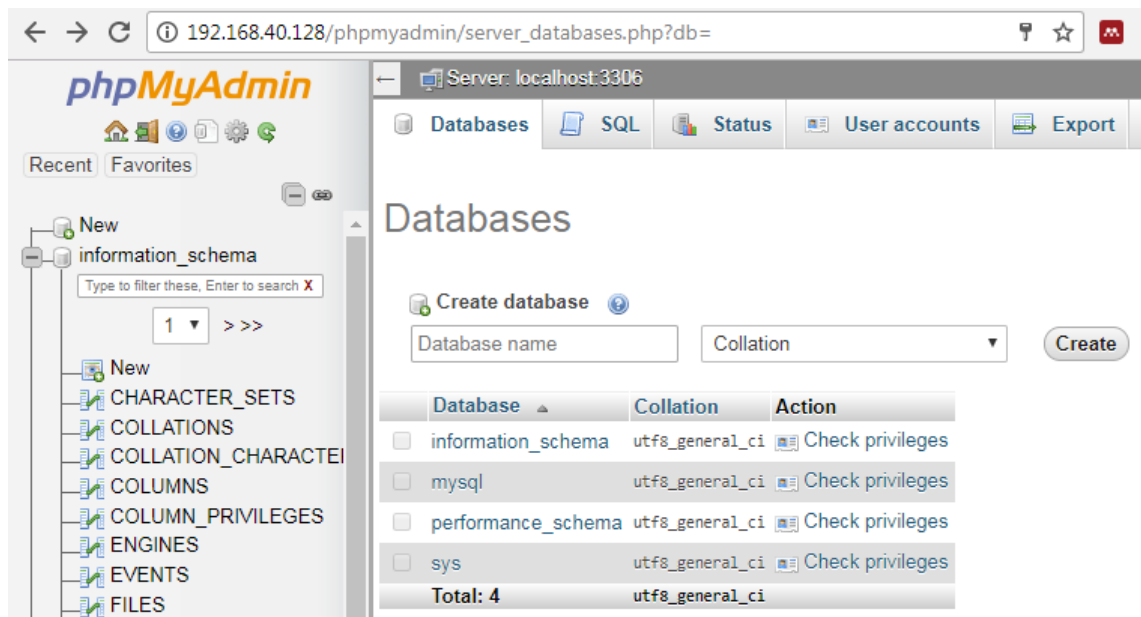 192.168.40.128/phpmyadmin/server_databases.php?db=
phpMyAdmin
Recent Favorites
New
information_schema
Type to filter these, Enter to search X
1 > >>
New
CHARACTER_SETS
COLLATIONS
COLLATION_CHARACTEI
COLUMNS
COLUMN_PRIVILEGES
ENGINES
EVENTS
FILES
← Server: localhost:3306
Databases SQL Status User accounts Export
Databases
Create database
Database name Collation Create
Database Collation Action
information_schema utf8_general_ci Check privileges
mysql utf8_general_ci Check privileges
performance_schema utf8_general_ci Check privileges
sys utf8_general_ci Check privileges
Total: 4 utf8_general_ci